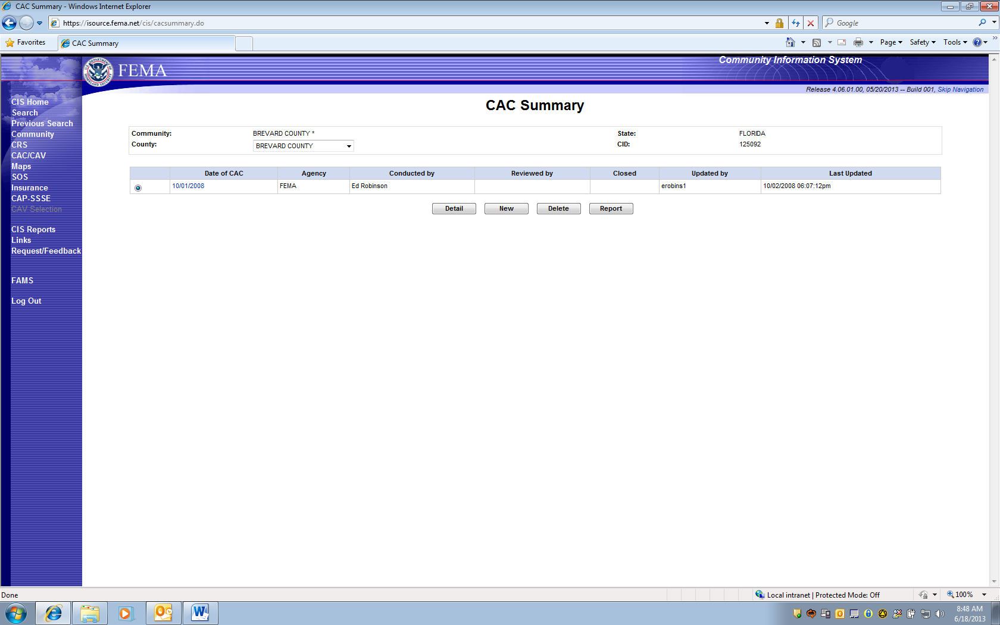 CAC Summary - Windows Internet Explorer
https://isource.fema.net/cis/cacsummary.do
Google
Favorites
CAC Summary
Page
Safety
Tools
FEMA
Community Information System
Release 4.06.01.00, 05/20/2013 -- Build 001, Skip Navigation
CIS Home
Search
Previous Search
Community
CRS
CAC/CAV
Maps
SOS
Insurance
CAP-SSSE
CAV Selection
CIS Reports
Links
Request/Feedback
FAMS
Log Out
CAC Summary
Community: BREVARD COUNTY * State: FLORIDA
County: BREVARD COUNTY CID: 125092
Date of CAC Agency Conducted by Reviewed by Closed Updated by Last Updated
10/01/2008 FEMA Ed Robinson erobins1 10/02/2008 06:07:12pm
Detail New Delete Report
Done
Local intranet | Protected Mode: Off
100%
8:48 AM
6/18/2013